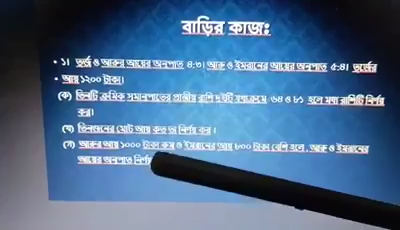 বাড়ির কাজঃ
• ১। তূর্জ ও আরুর আয়ের অনুপাত ৪:৩। আরু ও ইমরানের আয়ের অনুপাত ৫:৪। তূর্জের
• আয় ১২০০ টাকা।
(ক) তিনটি ক্রমিক সমানুপাতের প্রান্তীয় রাশি দুইটি যথাক্রমে ৬৪ ও ৮১ হলে মধ্য রাশিটি নির্ণয়
কর।
(খ) তিনজনের মোট আয় কত তা নির্ণয় কর।
(গ) আরুর আয় ১০০০ টাকা কম ও ইমরানের আয় ৮০০ টাকা বেশি হলে, আরু ও ইমরানের
আয়ের অনুপাত নির্ণয়